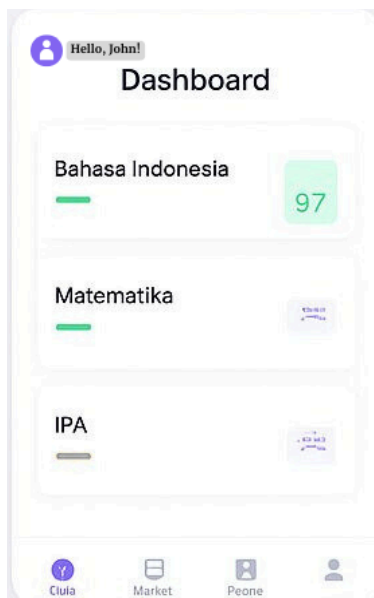 Hello, John!
Dashboard
Bahasa Indonesia
97
Matematika
IPA
Cluia
Market
Peone